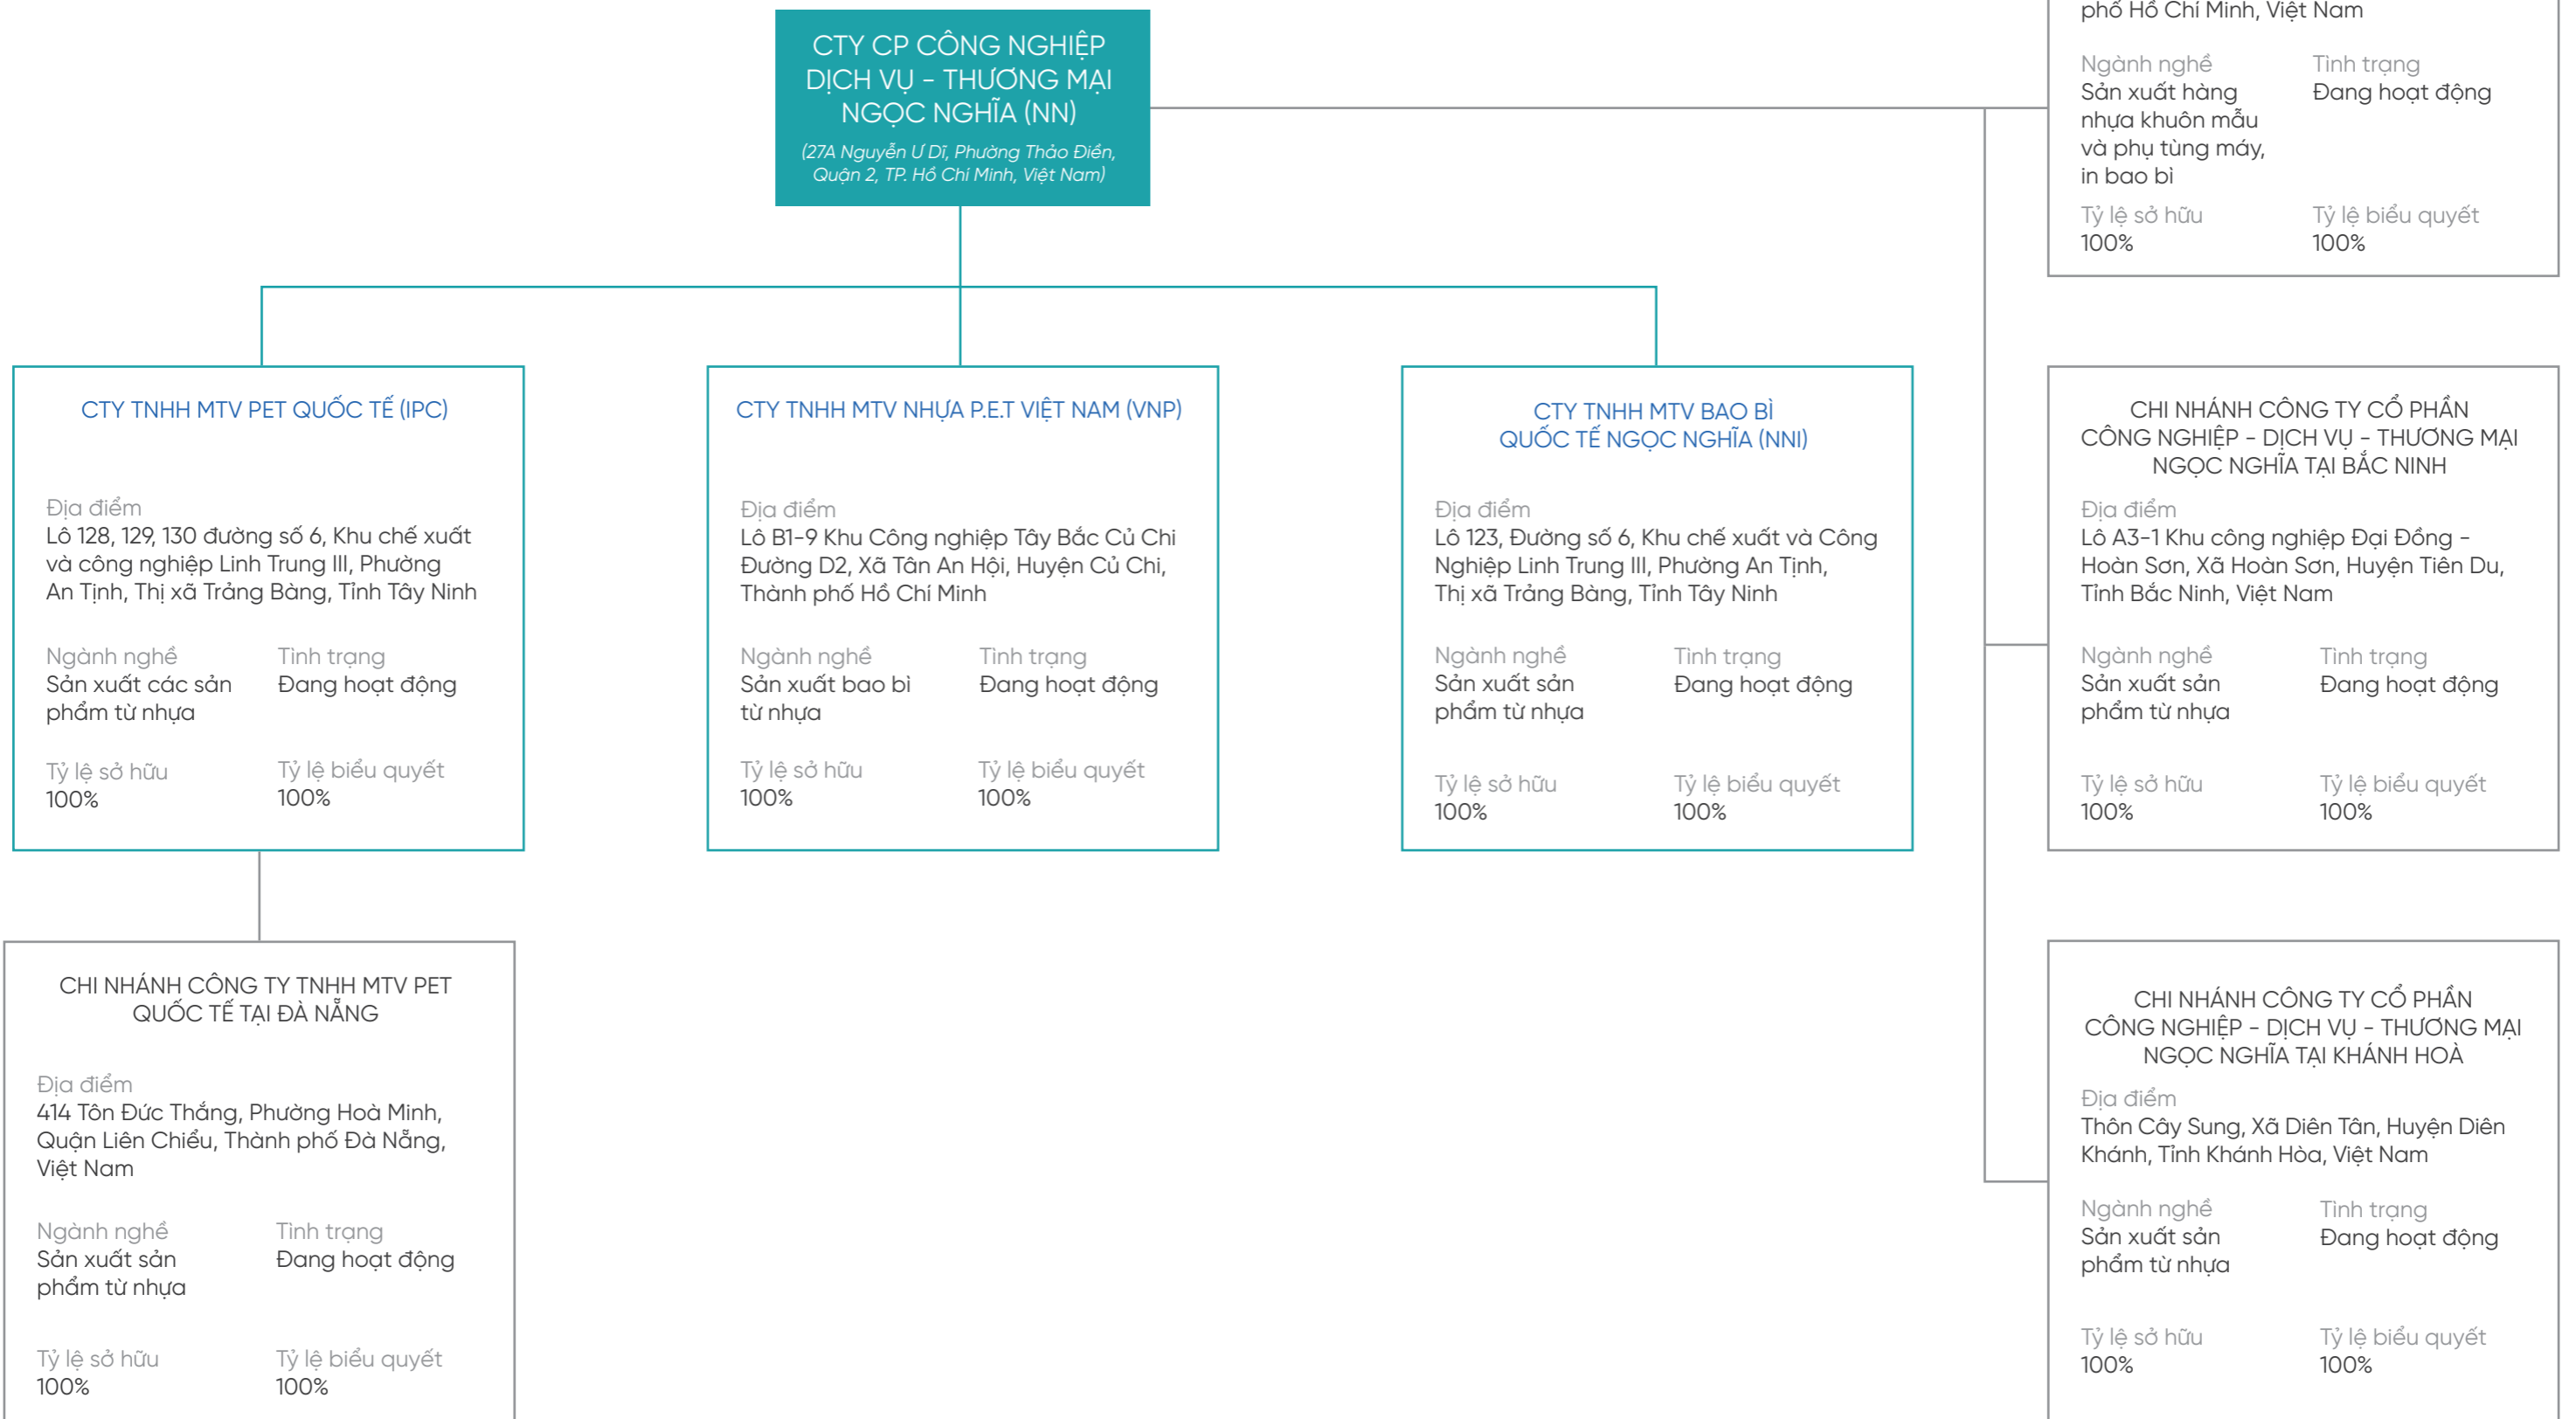 CTY CP CÔNG NGHIỆP
DỊCH VỤ - THƯƠNG MẠI
NGỌC NGHĨA (NN)
(27A Nguyễn Ư Dĩ, Phường Thảo Điền,
Quận 2, TP. Hồ Chí Minh, Việt Nam)
phố Hồ Chí Minh, Việt Nam
Ngành nghề
Sản xuất hàng
nhựa khuôn mẫu
và phụ tùng máy,
in bao bì
Tình trạng
Đang hoạt động
Tỷ lệ sở hữu
100%
Tỷ lệ biểu quyết
100%
CTY TNHH MTV PET QUỐC TẾ (IPC)
Địa điểm
Lô 128, 129, 130 đường số 6, Khu chế xuất
và công nghiệp Linh Trung III, Phường
An Tịnh, Thị xã Trảng Bàng, Tỉnh Tây Ninh
Ngành nghề
Sản xuất các sản
phẩm từ nhựa
Tình trạng
Đang hoạt động
Tỷ lệ sở hữu
100%
Tỷ lệ biểu quyết
100%
CTY TNHH MTV NHỰA P.E.T VIỆT NAM (VNP)
Địa điểm
Lô B1-9 Khu Công nghiệp Tây Bắc Củ Chi
Đường D2, Xã Tân An Hội, Huyện Củ Chi,
Thành phố Hồ Chí Minh
Ngành nghề
Sản xuất bao bì
từ nhựa
Tình trạng
Đang hoạt động
Tỷ lệ sở hữu
100%
Tỷ lệ biểu quyết
100%
CTY TNHH MTV BAO BÌ
QUỐC TẾ NGỌC NGHĨA (NNI)
Địa điểm
Lô 123, Đường số 6, Khu chế xuất và Công
Nghiệp Linh Trung III, Phường An Tịnh,
Thị xã Trảng Bàng, Tỉnh Tây Ninh
Ngành nghề
Sản xuất sản
phẩm từ nhựa
Tình trạng
Đang hoạt động
Tỷ lệ sở hữu
100%
Tỷ lệ biểu quyết
100%
CHI NHÁNH CÔNG TY CỔ PHẦN
CÔNG NGHIỆP - DỊCH VỤ - THƯƠNG MẠI
NGỌC NGHĨA TẠI BẮC NINH
Địa điểm
Lô A3-1 Khu công nghiệp Đại Đồng -
Hoàn Sơn, Xã Hoàn Sơn, Huyện Tiên Du,
Tỉnh Bắc Ninh, Việt Nam
Ngành nghề
Sản xuất sản
phẩm từ nhựa
Tình trạng
Đang hoạt động
Tỷ lệ sở hữu
100%
Tỷ lệ biểu quyết
100%
CHI NHÁNH CÔNG TY TNHH MTV PET
QUỐC TẾ TẠI ĐÀ NẴNG
Địa điểm
414 Tôn Đức Thắng, Phường Hoà Minh,
Quận Liên Chiểu, Thành phố Đà Nẵng,
Việt Nam
Ngành nghề
Sản xuất sản
phẩm từ nhựa
Tình trạng
Đang hoạt động
Tỷ lệ sở hữu
100%
Tỷ lệ biểu quyết
100%
CHI NHÁNH CÔNG TY CỔ PHẦN
CÔNG NGHIỆP - DỊCH VỤ - THƯƠNG MẠI
NGỌC NGHĨA TẠI KHÁNH HOÀ
Địa điểm
Thôn Cây Sung, Xã Diên Tân, Huyện Diên
Khánh, Tỉnh Khánh Hòa, Việt Nam
Ngành nghề
Sản xuất sản
phẩm từ nhựa
Tình trạng
Đang hoạt động
Tỷ lệ sở hữu
100%
Tỷ lệ biểu quyết
100%